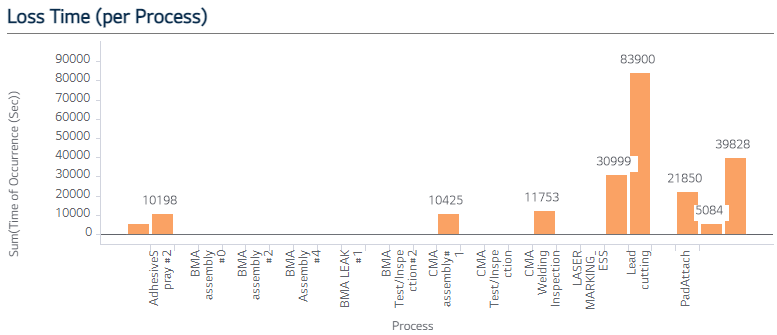 Loss Time (per Process)
Sum(Time of Occurrence (Sec))
90000
80000
70000
60000
50000
40000
30000
20000
10000
0
10198
10425
11753
30999
83900
21850
5084
39828
AdhesiveS
pray #2
BMA
assembly
#0
BMA
assembly
#2
BMA
Assembly
#4
BMA LEAK
#1
BMA
Test/Inspe
ction#2
CMA
assembly#
1
CMA
Test/Inspe
ction
CMA
Welding
Inspection
LASER
MARKING
ESS
Lead
cutting
PadAttach
Process